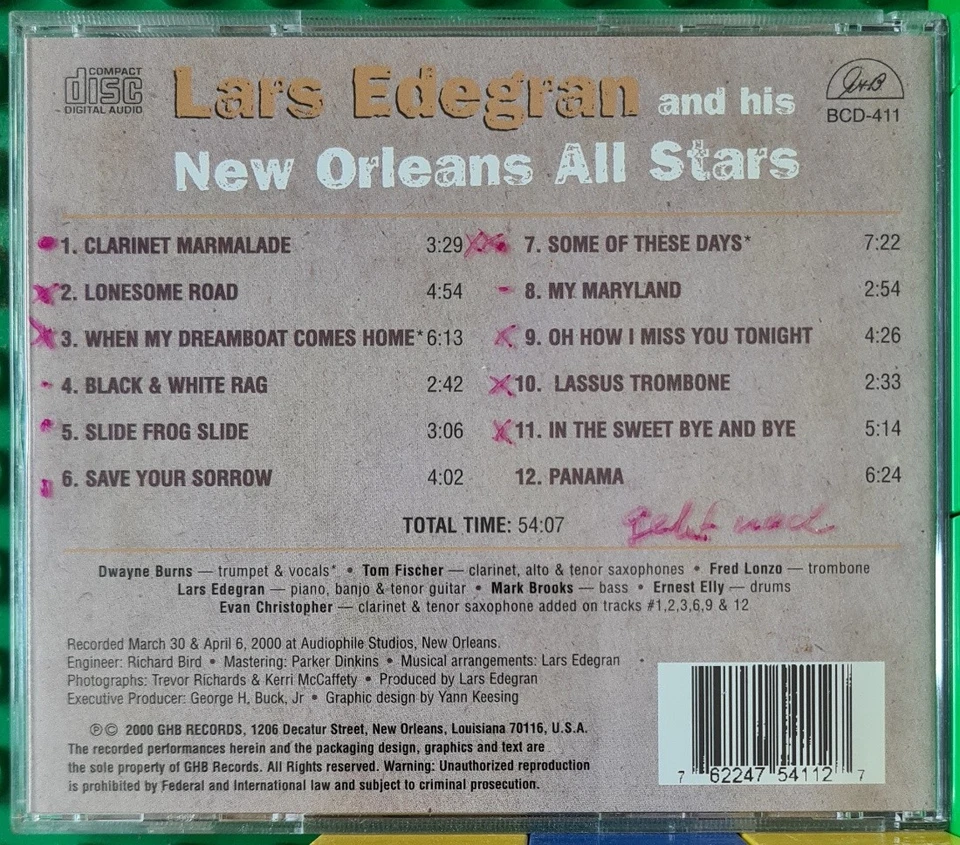 COMPACT
disc
DIGITAL AUDIO
Lars Edegran and his
New Orleans All Stars
GHB
BCD-411
1. CLARINET MARMALADE 3:29
2. LONESOME ROAD 4:54
3. WHEN MY DREAMBOAT COMES HOME* 6:13
4. BLACK & WHITE RAG 2:42
5. SLIDE FROG SLIDE 3:06
6. SAVE YOUR SORROW 4:02
7. SOME OF THESE DAYS* 7:22
8. MY MARYLAND 2:54
9. OH HOW I MISS YOU TONIGHT 4:26
10. LASSUS TROMBONE 2:33
11. IN THE SWEET BYE AND BYE 5:14
12. PANAMA 6:24
TOTAL TIME: 54:07
Dwayne Burns — trumpet & vocals* • Tom Fischer — clarinet, alto & tenor saxophones • Fred Lonzo — trombone
Lars Edegran — piano, banjo & tenor guitar • Mark Brooks — bass • Ernest Elly — drums
Evan Christopher — clarinet & tenor saxophone added on tracks #1,2,3,6,9 & 12
Recorded March 30 & April 6, 2000 at Audiophile Studios, New Orleans.
Engineer: Richard Bird • Mastering: Parker Dinkins • Musical arrangements: Lars Edegran
Photographs: Trevor Richards & Kerri McCaffety • Produced by Lars Edegran
Executive Producer: George H, Buck, Jr • Graphic design by Yann Keesing
℗© 2000 GHB RECORDS, 1206 Decatur Street, New Orleans, Louisiana 70116, U.S.A.
The recorded performances herein and the packaging design, graphics and text are
the sole property of GHB Records. All Rights reserved. Warning: Unauthorized reproduction
is prohibited by Federal and International law and subject to criminal prosecution.
7 62247 54112 7